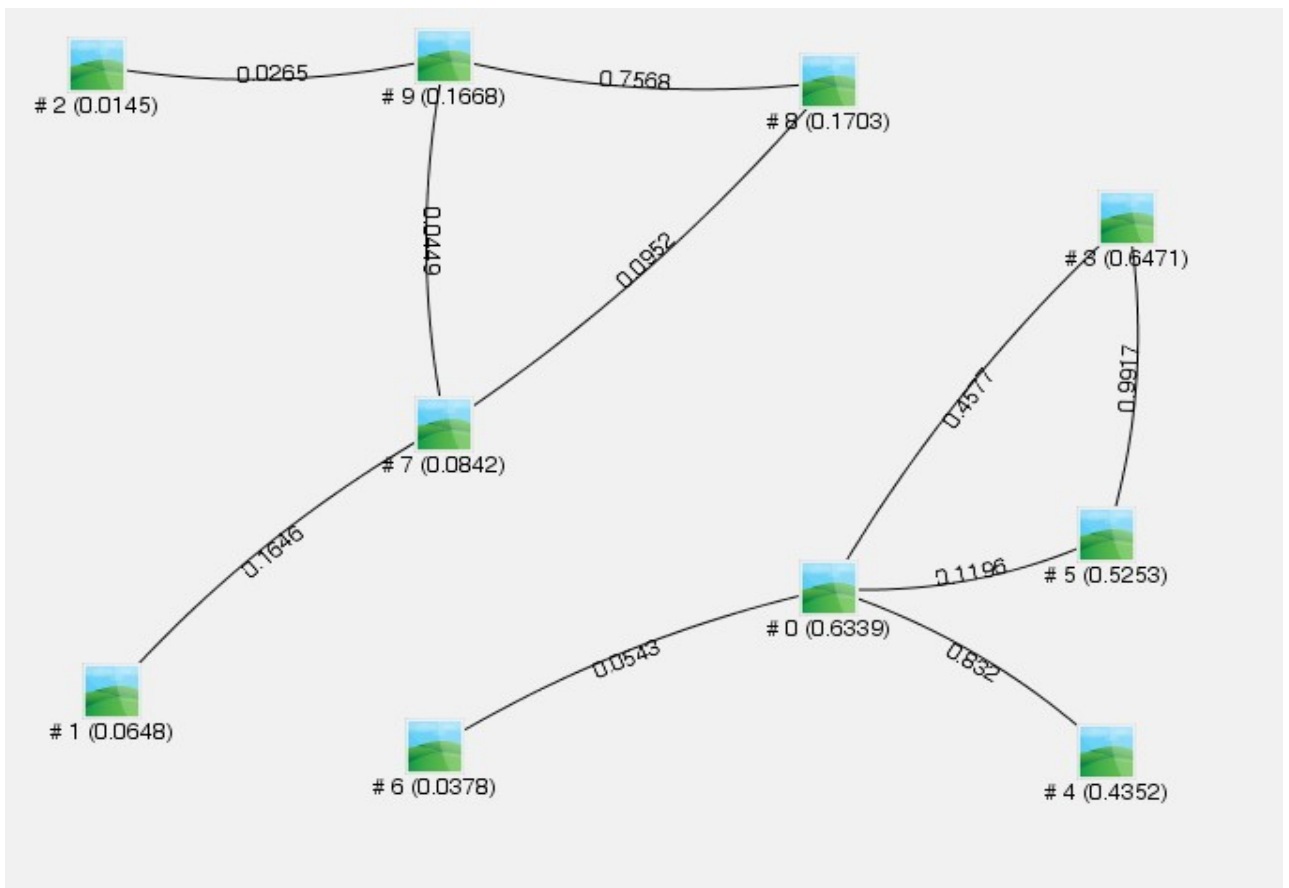 0.0265
0.7568
# 2 (0.0145)
# 9 (0.1668)
# 8 (0.1703)
0.0449
0.0952
# 3 (0.6471)
0.4577
0.9917
# 7 (0.0842)
0.1646
0.1196
# 5 (0.5253)
# 0 (0.6339)
0.0543
0.832
# 1 (0.0648)
# 6 (0.0378)
# 4 (0.4352)